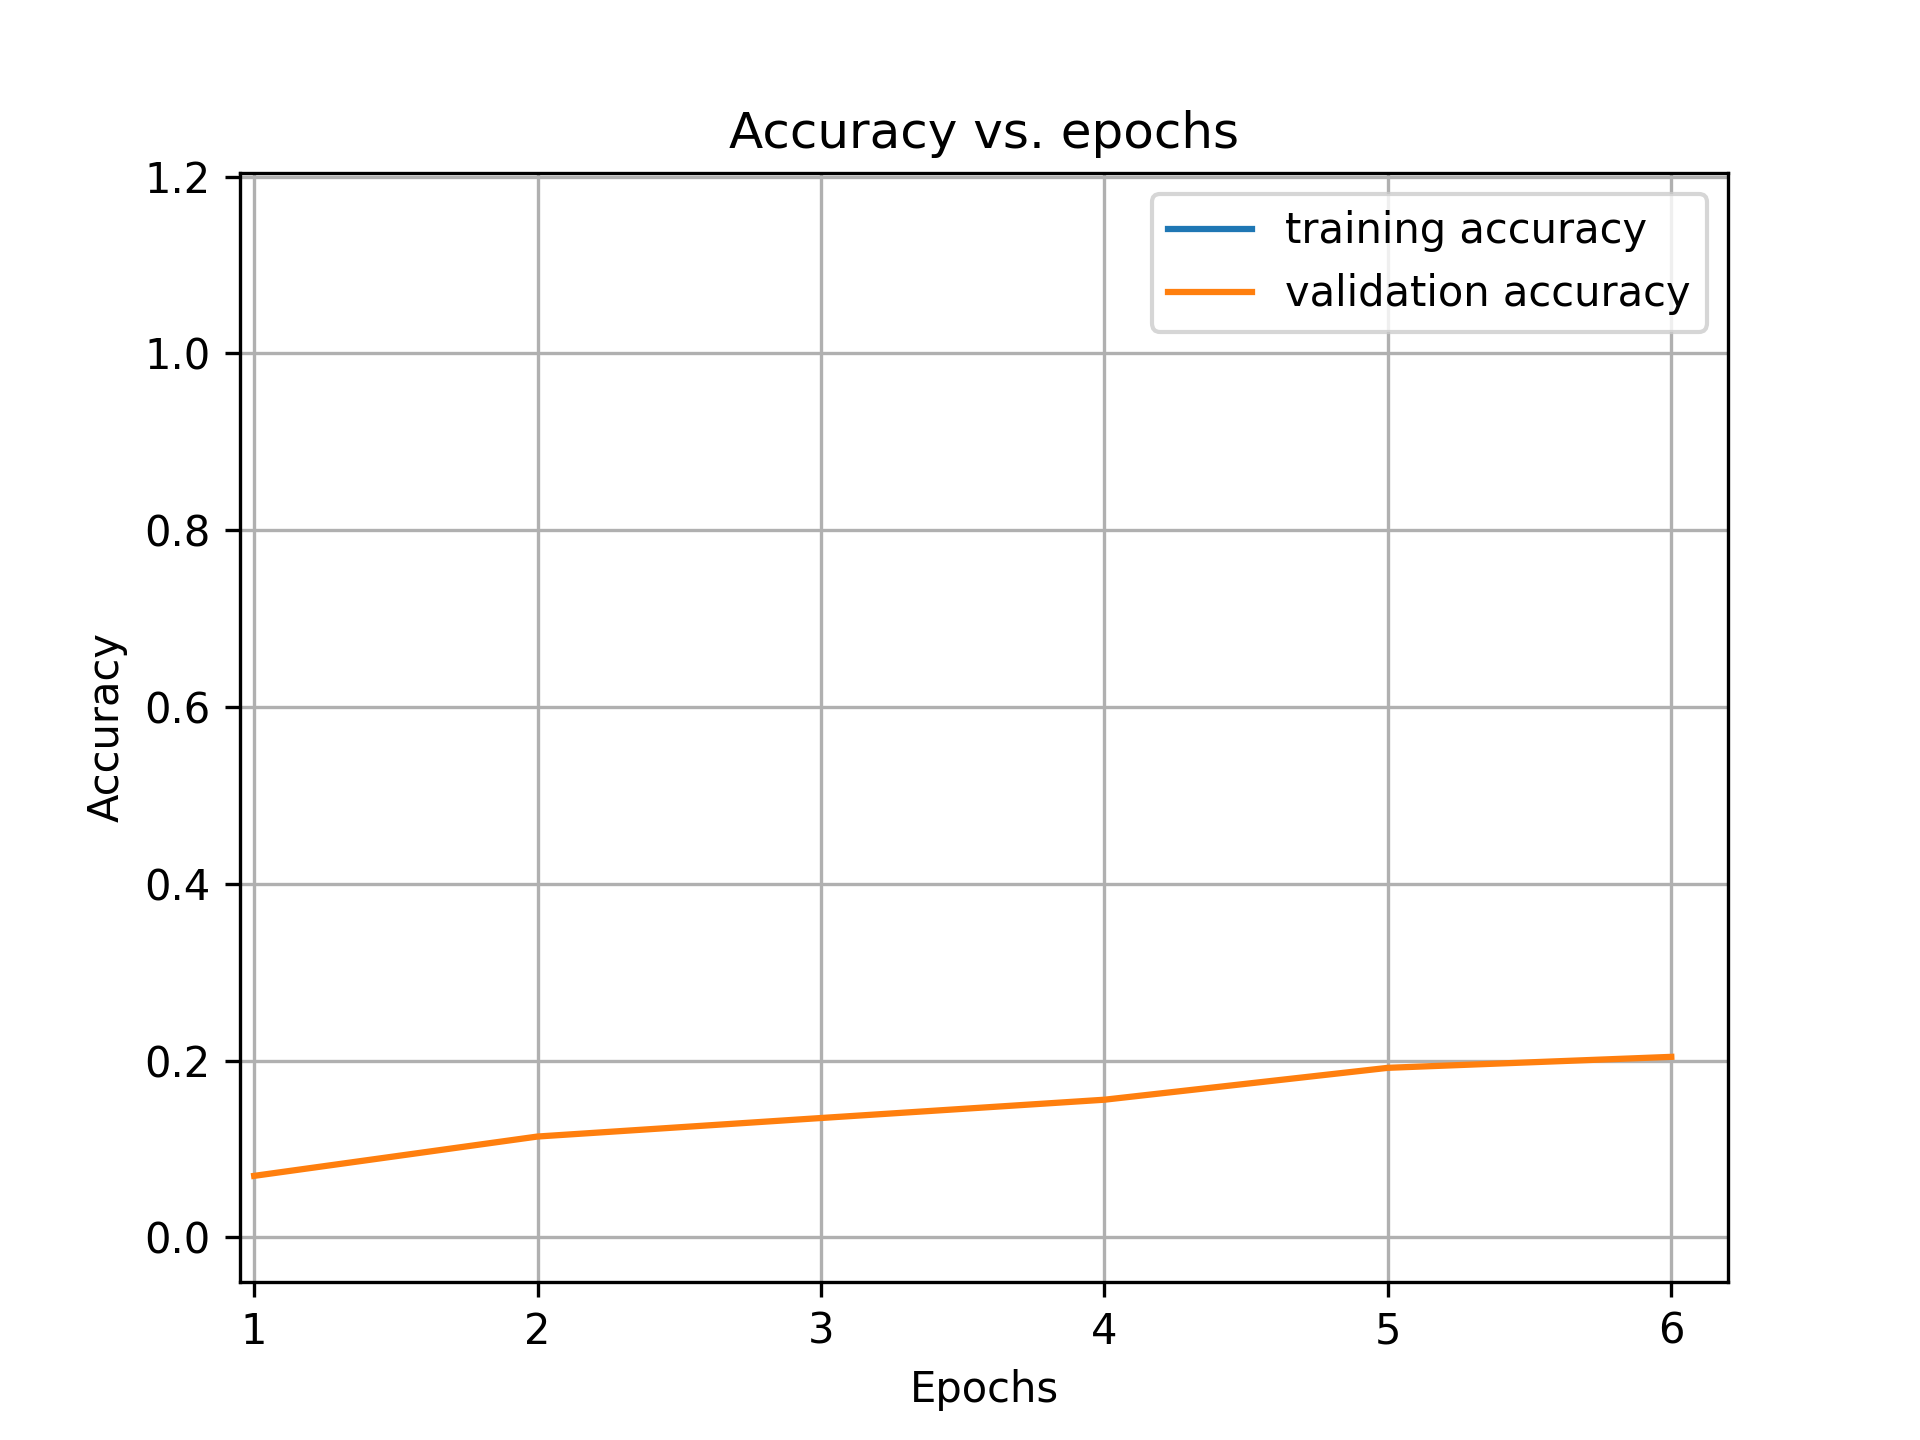 Accuracy vs. epochs
1.2
1.0
0.8
0.6
0.4
0.2
0.0
Accuracy
training accuracy
validation accuracy
1 2 3 4 5 6
Epochs